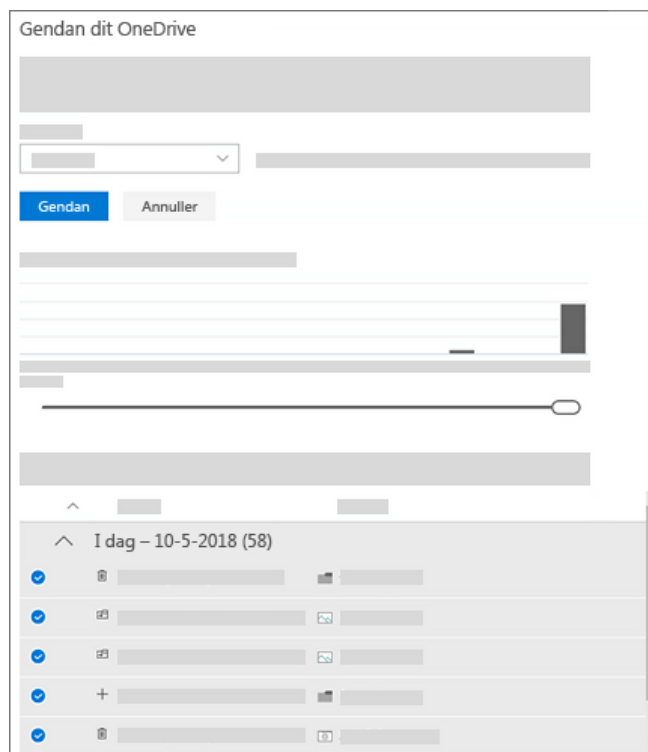 Gendan dit OneDrive
Gendan
Annuller
I dag – 10-5-2018 (58)